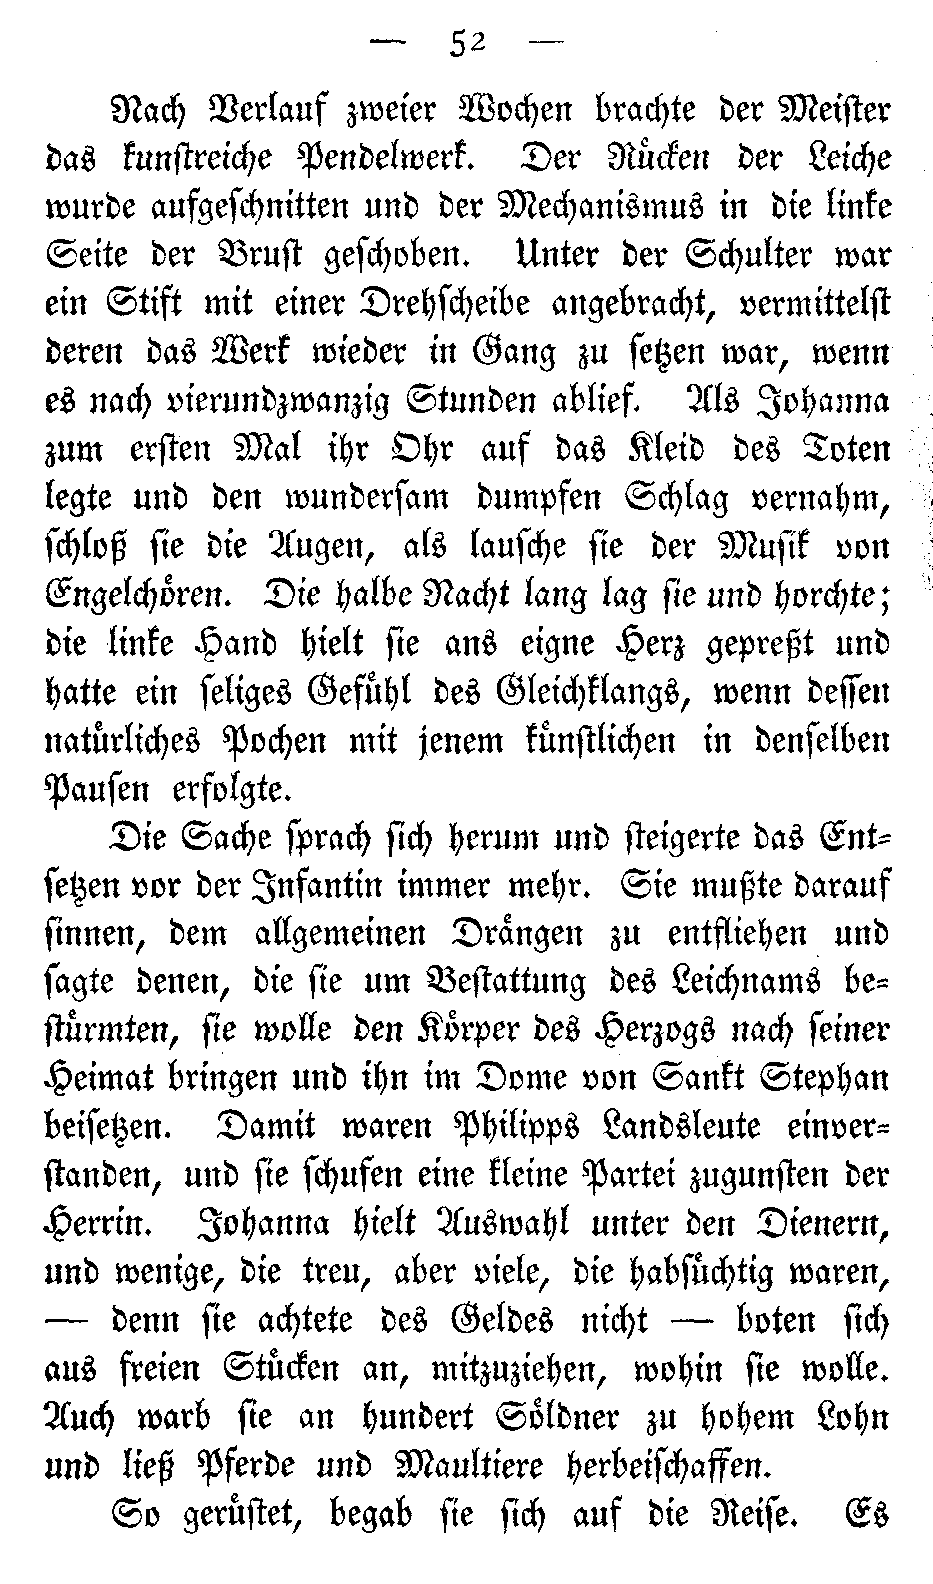 — 52 —
Nach Verlauf zweier Wochen brachte der Meister
das kunstreiche Pendelwerk. Der Rücken der Leiche
wurde aufgeschnitten und der Mechanismus in die linke
Seite der Brust geschoben. Unter der Schulter war
ein Stift mit einer Drehscheibe angebracht, vermittelst
deren das Werk wieder in Gang zu setzen war, wenn
es nach vierundzwanzig Stunden ablief. Als Johanna
zum ersten Mal ihr Ohr auf das Kleid des Toten
legte und den wundersam dumpfen Schlag vernahm,
schloß sie die Augen, als lausche sie der Musik von
Engelchören. Die halbe Nacht lang lag sie und horchte;
die linke Hand hielt sie ans eigne Herz gepreßt und
hatte ein seliges Gefühl des Gleichklangs, wenn dessen
natürliches Pochen mit jenem künstlichen in denselben
Pausen erfolgte.
Die Sache sprach sich herum und steigerte das Ent-
setzen vor der Infantin immer mehr. Sie mußte darauf
sinnen, dem allgemeinen Drängen zu entfliehen und
sagte denen, die sie um Bestattung des Leichnams be-
stürmten, sie wolle den Körper des Herzogs nach seiner
Heimat bringen und ihn im Dome von Sankt Stephan
beisetzen. Damit waren Philipps Landsleute einver-
standen, und sie schufen eine kleine Partei zugunsten der
Herrin. Johanna hielt Auswahl unter den Dienern,
und wenige, die treu, aber viele, die habsüchtig waren,
— denn sie achtete des Geldes nicht — boten sich
aus freien Stücken an, mitzuziehen, wohin sie wolle.
Auch warb sie an hundert Söldner zu hohem Lohn
und ließ Pferde und Maultiere herbeischaffen.
So gerüstet, begab sie sich auf die Reise. Es